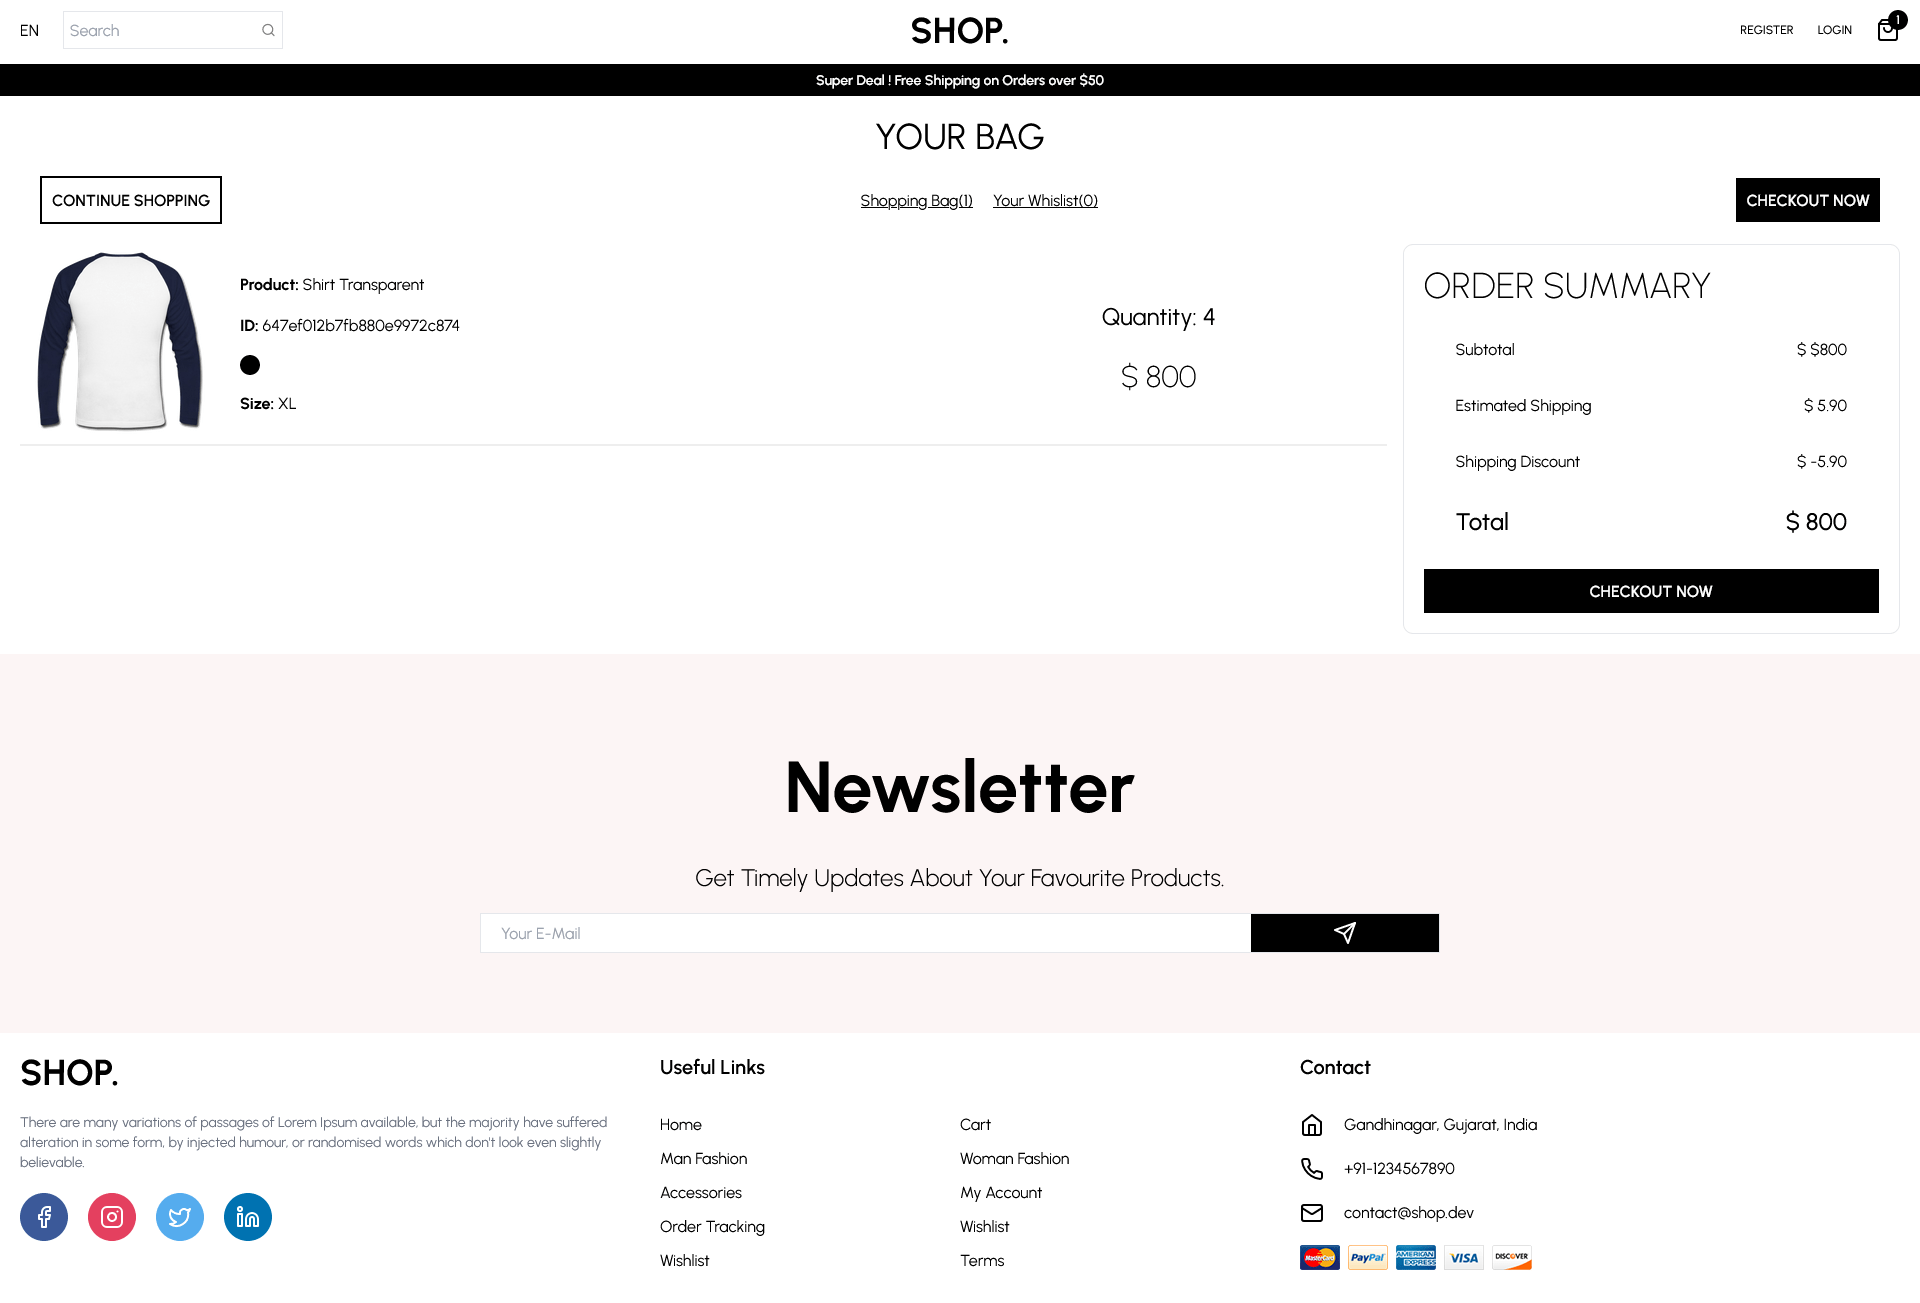 EN
Search
SHOP.
REGISTER
LOGIN
1
Super Deal ! Free Shipping on Orders over $50
YOUR BAG
CONTINUE SHOPPING
Shopping Bag(1)
Your Whislist(0)
CHECKOUT NOW
Product: Shirt Transparent
ID: 647ef012b7fb880e9972c874
Size: XL
Quantity: 4
$ 800
ORDER SUMMARY
Subtotal $ $800
Estimated Shipping $ 5.90
Shipping Discount $ -5.90
Total $ 800
CHECKOUT NOW
Newsletter
Get Timely Updates About Your Favourite Products.
Your E-Mail
SHOP.
There are many variations of passages of Lorem Ipsum available, but the majority have suffered
alteration in some form, by injected humour, or randomised words which don't look even slightly
believable.
Useful Links
Home
Cart
Man Fashion
Woman Fashion
Accessories
My Account
Order Tracking
Wishlist
Wishlist
Terms
Contact
Gandhinagar, Gujarat, India
+91-1234567890
contact@shop.dev
MasterCard
PayPal
AMERICAN EXPRESS
VISA
DISCOVER